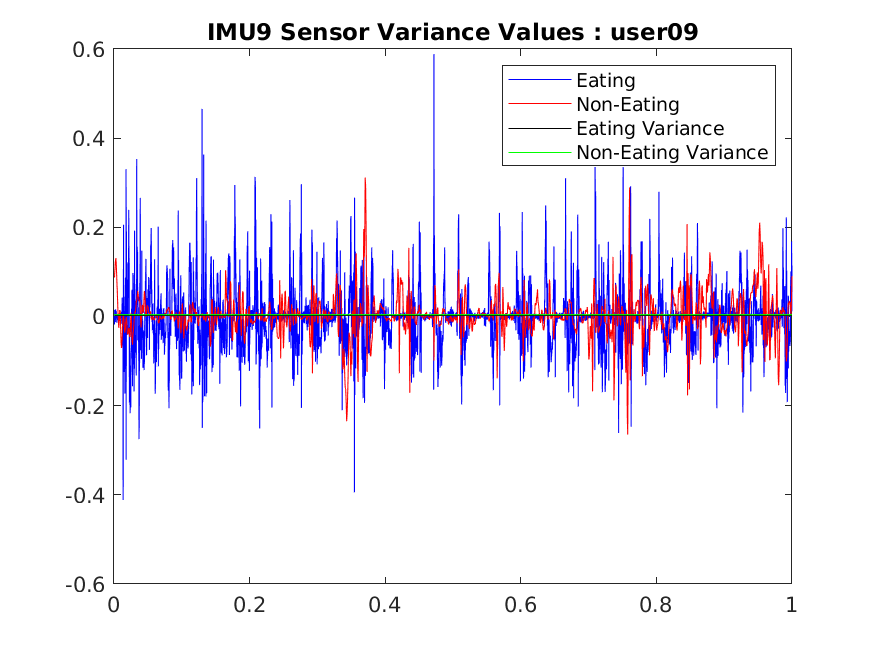 IMU9 Sensor Variance Values : user09
0.6
Eating
Non-Eating
Eating Variance
Non-Eating Variance
0.4
0.2
0
-0.2
-0.4
-0.6
0 0.2 0.4 0.6 0.8 1